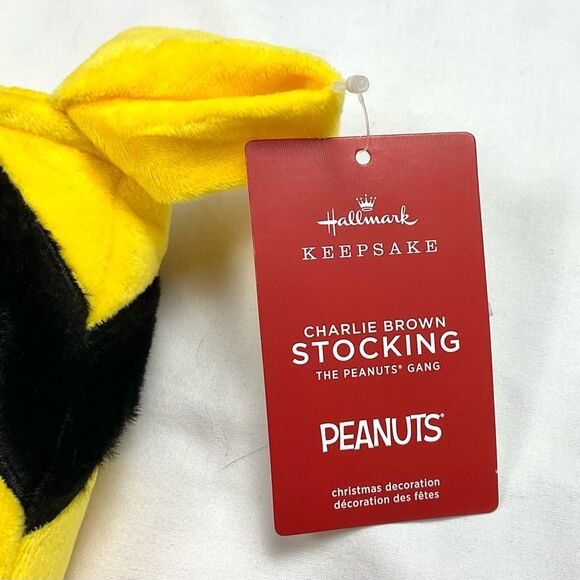 Hallmark
KEEPSAKE
CHARLIE BROWN
STOCKING
THE PEANUTS® GANG
PEANUTS®
christmas decoration
décoration des fêtes